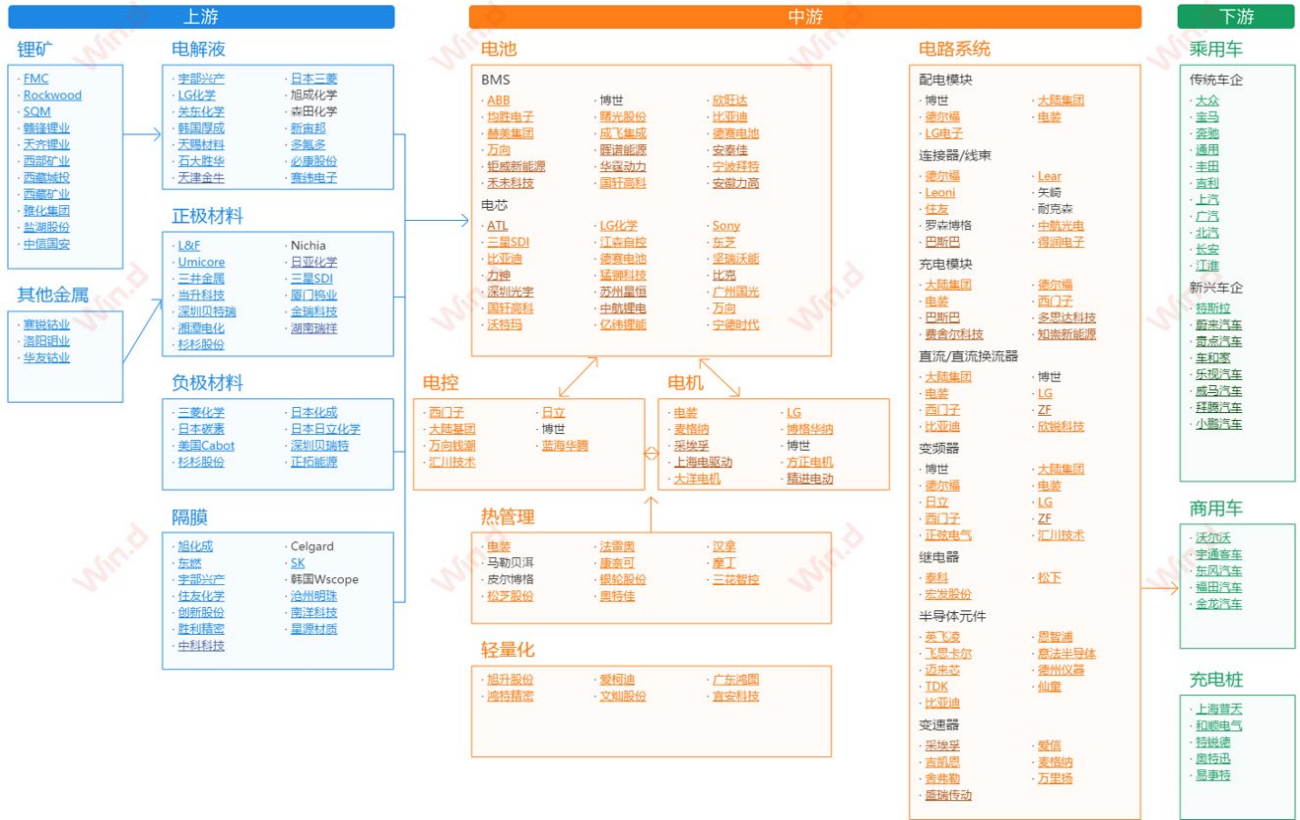 上游
锂矿
· FMC
· Rockwood
· SQM
· 赣锋锂业
· 天齐锂业
· 西部矿业
· 西藏城投
· 西藏矿业
· 雅化集团
· 盐湖股份
· 中信国安
其他金属
· 寒锐钴业
· 洛阳钼业
· 华友钴业
电解液
· 宇部兴产 · 日本三菱
· LG化学 · 旭成化学
· 关东化学 · 森田化学
· 韩国厚成 · 新宙邦
· 天赐材料 · 多氟多
· 石大胜华 · 必康股份
· 天津金牛 · 赛纬电子
正极材料
· L&F · Nichia
· Umicore · 日亚化学
· 三井金属 · 三星SDI
· 当升科技 · 厦门钨业
· 深圳贝特瑞 · 金瑞科技
· 湘潭电化 · 湖南瑞祥
· 杉杉股份
负极材料
· 三菱化学 · 日本化成
· 日本碳素 · 日本日立化学
· 美国Cabot · 深圳贝瑞特
· 杉杉股份 · 正拓能源
隔膜
· 旭化成 · Celgard
· 东燃 · SK
· 宇部兴产 · 韩国Wscope
· 住友化学 · 沧州明珠
· 创新股份 · 南洋科技
· 胜利精密 · 星源材质
· 中科科技
中游
电池
BMS
· ABB · 博世 · 欣旺达
· 均胜电子 · 曙光股份 · 比亚迪
· 赫美集团 · 成飞集成 · 德赛电池
· 万向 · 晖谱能源 · 安泰佳
· 钜威新能源 · 华霆动力 · 宁波拜特
· 禾未科技 · 国轩高科 · 安徽力高
电芯
· ATL · LG化学 · Sony
· 三星SDI · 江森自控 · 东芝
· 比亚迪 · 德赛电池 · 坚瑞沃能
· 力神 · 猛狮科技 · 比克
· 深圳光宇 · 苏州星恒 · 广州国光
· 国轩高科 · 中航锂电 · 万向
· 沃特玛 · 亿纬锂能 · 宁德时代
电控
· 西门子 · 日立
· 大陆基团 · 博世
· 万向钱潮 · 蓝海华腾
· 汇川技术
电机
· 电装 · LG
· 麦格纳 · 博格华纳
· 采埃孚 · 博世
· 上海电驱动 · 方正电机
· 大洋电机 · 精进电动
热管理
· 电装 · 法雷奥 · 汉拿
· 马勒贝洱 · 康奈可 · 摩丁
· 皮尔博格 · 银轮股份 · 三花智控
· 松芝股份 · 奥特佳
轻量化
· 旭升股份 · 爱柯迪 · 广东鸿图
· 鸿特精密 · 文灿股份 · 宜安科技
电路系统
配电模块
· 博世 · 大陆集团
· 德尔福 · 电装
· LG电子
连接器/线束
· 德尔福 · Lear
· Leoni · 矢崎
· 住友 · 耐克森
· 罗森博格 · 中航光电
· 巴斯巴 · 得润电子
充电模块
· 大陆集团 · 德尔福
· 电装 · 西门子
· 巴斯巴 · 多思达科技
· 费舍尔科技 · 知崇新能源
直流/直流换流器
· 大陆集团 · 博世
· 电装 · LG
· 西门子 · ZF
· 比亚迪 · 欣锐科技
变频器
· 博世 · 大陆集团
· 德尔福 · 电装
· 日立 · LG
· 西门子 · ZF
· 正弦电气 · 汇川技术
继电器
· 泰科 · 松下
· 宏发股份
半导体元件
· 英飞凌 · 恩智浦
· 飞思卡尔 · 意法半导体
· 迈来芯 · 德州仪器
· TDK · 仙童
· 比亚迪
变速器
· 采埃孚 · 爱信
· 吉凯恩 · 麦格纳
· 舍弗勒 · 万里扬
· 盛瑞传动
下游
乘用车
传统车企
· 大众
· 宝马
· 奔驰
· 通用
· 丰田
· 吉利
· 上汽
· 广汽
· 北汽
· 长安
· 江淮
新兴车企
· 特斯拉
· 蔚来汽车
· 奇点汽车
· 车和家
· 乐视汽车
· 威马汽车
· 拜腾汽车
· 小鹏汽车
商用车
· 沃尔沃
· 宇通客车
· 东风汽车
· 福田汽车
· 金龙汽车
充电桩
· 上海普天
· 和顺电气
· 特锐德
· 奥特迅
· 易事特
Win.d
Win.d
Win.d
Win.d
Win.d
Win.d
Win.d
Win.d
Win.d